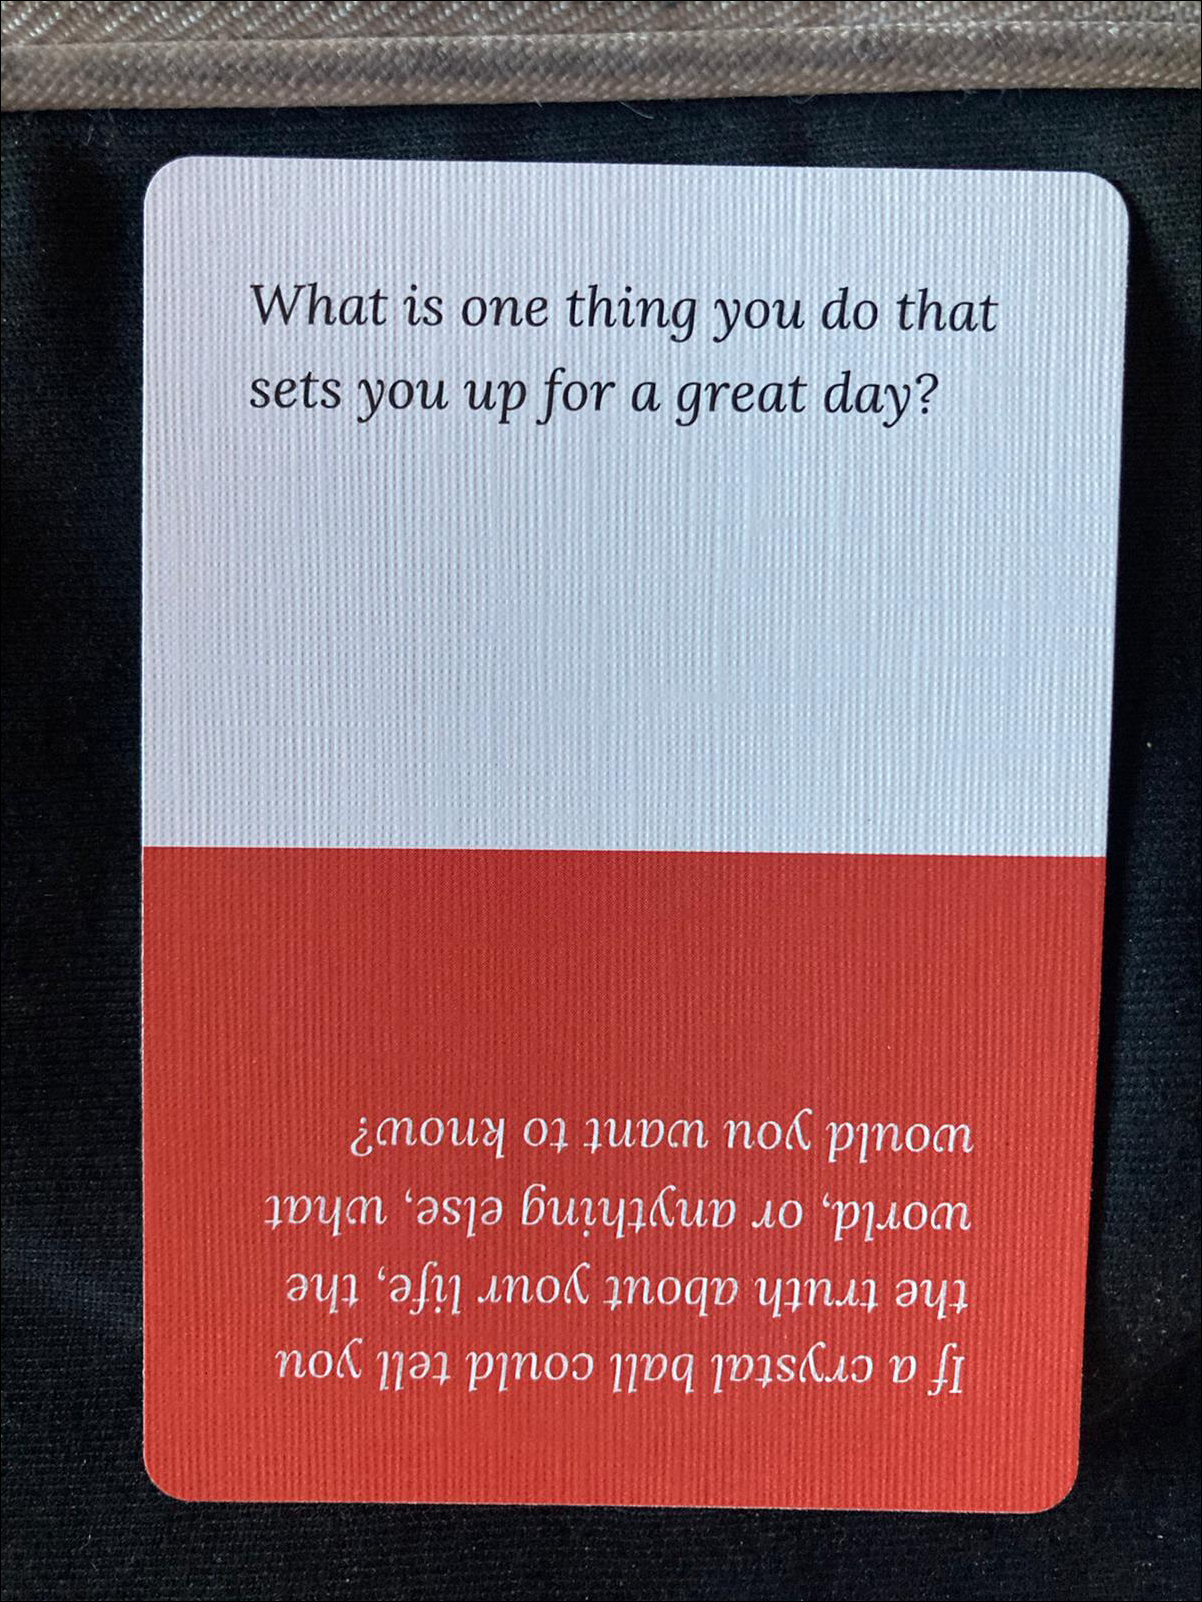 What is one thing you do that
sets you up for a great day?
If a crystal ball could tell you
the truth about your life, the
world, or anything else, what
would you want to know?